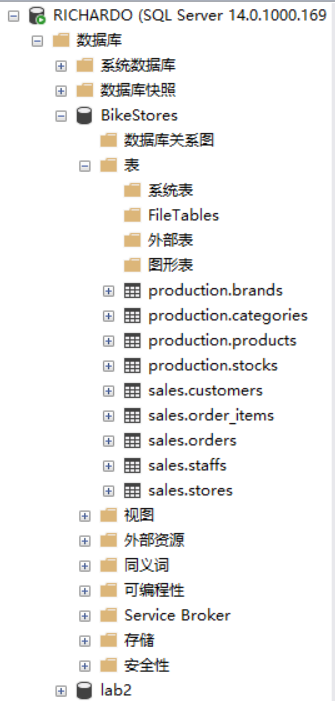 RICHARDO (SQL Server 14.0.1000.169
数据库
系统数据库
数据库快照
BikeStores
数据库关系图
表
系统表
FileTables
外部表
图形表
production.brands
production.categories
production.products
production.stocks
sales.customers
sales.order_items
sales.orders
sales.staffs
sales.stores
视图
外部资源
同义词
可编程性
Service Broker
存储
安全性
lab2